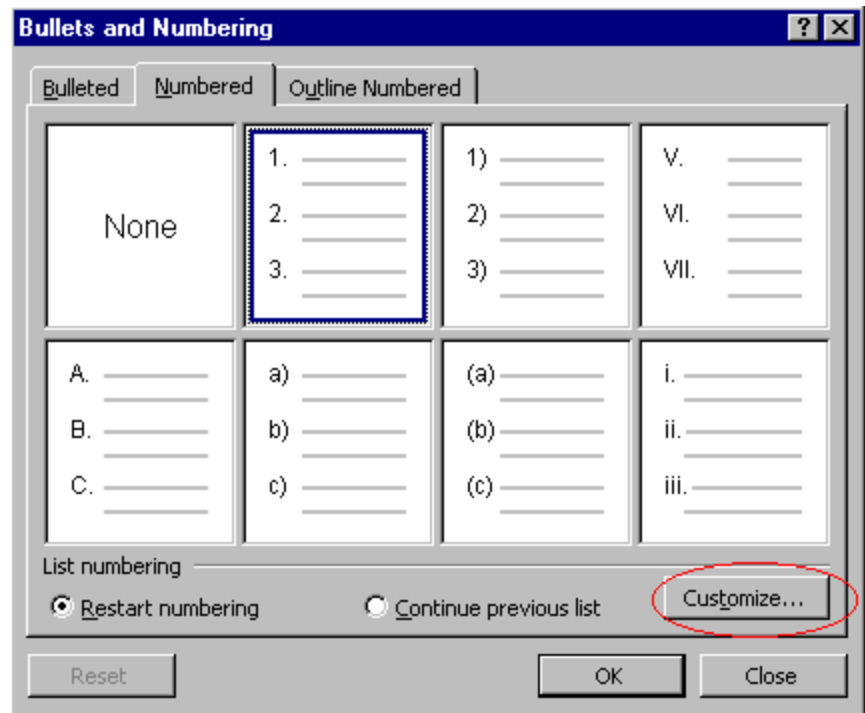 Bullets and Numbering
Bulleted Numbered Outline Numbered
None
1.
2.
3.
1)
2)
3)
V.
VI.
VII.
A.
B.
C.
a)
b)
c)
(a)
(b)
(c)
i.
ii.
iii.
List numbering
Restart numbering Continue previous list Customize...
Reset OK Close